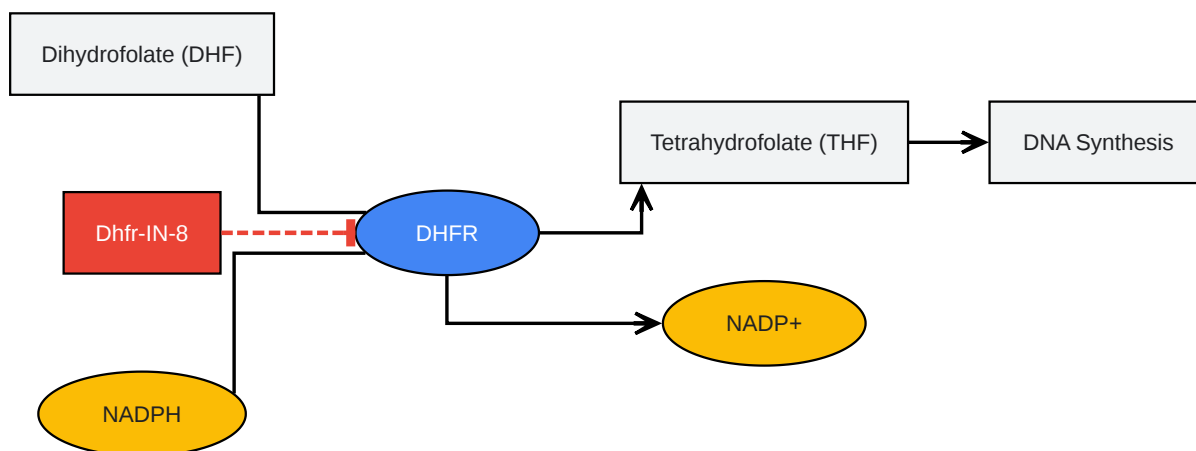 Dihydrofolate (DHF)
Tetrahydrofolate (THF)
DNA Synthesis
Dhfr-IN-8
DHFR
NADP+
NADPH